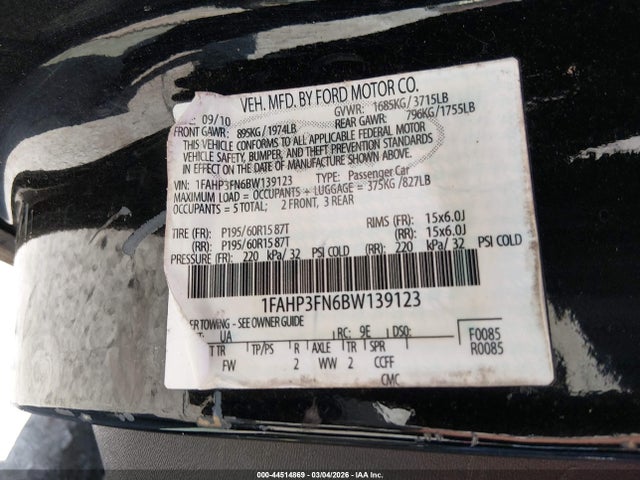 VEH. MFD. BY FORD MOTOR CO.
09/10 GVWR: 1685KG / 3715LB
FRONT GAWR: 895KG / 1974LB REAR GAWR: 796KG/1755LB
THIS VEHICLE CONFORMS TO ALL APPLICABLE FEDERAL MOTOR
VEHICLE SAFETY, BUMPER, AND THEFT PREVENTION STANDARDS
IN EFFECT ON THE DATE OF MANUFACTURE SHOWN ABOVE.
VIN: 1FAHP3FN6BW139123 TYPE: Passenger Car
MAXIMUM LOAD = OCCUPANTS + LUGGAGE = 375KG /827LB
OCCUPANTS = 5 TOTAL; 2 FRONT, 3 REAR
TIRE (FR): P195/60R15 87T RIMS (FR): 15x6.0J
(RR): P195/60R15 87T (RR): 15x6.0J
PRESSURE (FR): 220 kPa/ 32 PSI COLD (RR): 220 kPa/ 32 PSI COLD
1FAHP3FN6BW139123
ER TOWING - SEE OWNER GUIDE
T: UA RC: 9E DSO: F0085
T TR TP/PS R AXLE TR SPR R0085
FW 2 WW 2 CCFF
CMC
000-44514869 - 03/04/2026 - IAA Inc.